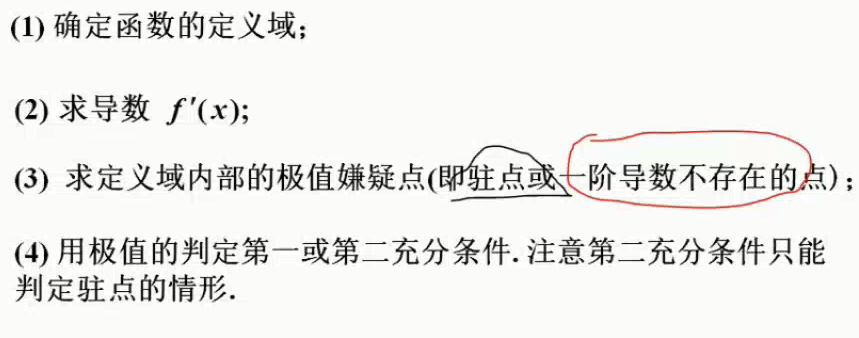 (1) 确定函数的定义域;
(2) 求导数 f′(x);
(3) 求定义域内部的极值嫌疑点(即驻点或一阶导数不存在的点);
(4) 用极值的判定第一或第二充分条件. 注意第二充分条件只能
判定驻点的情形.